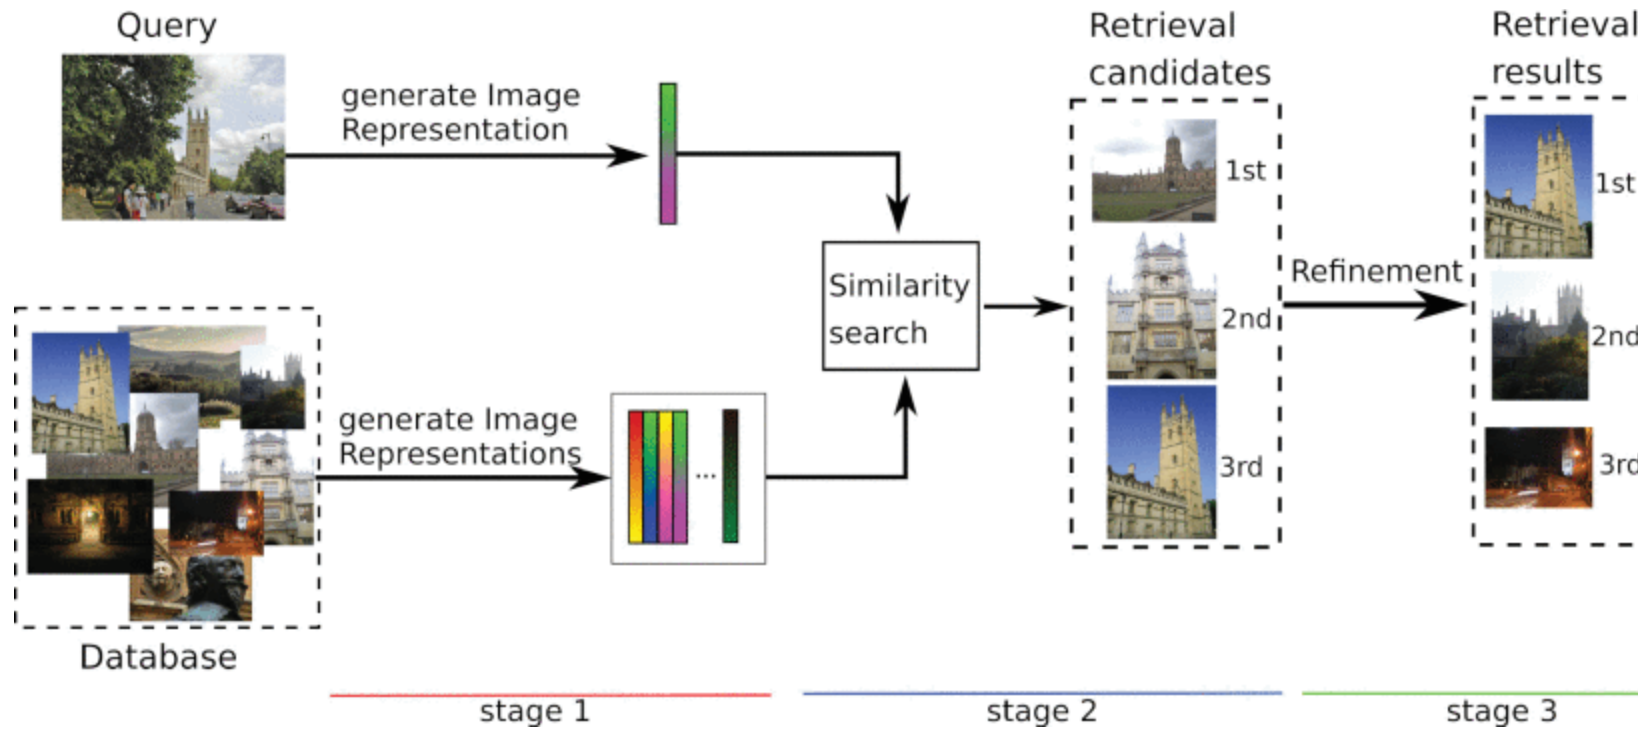 Query
generate Image
Representation
Database
generate Image
Representations
...
Similarity
search
Retrieval
candidates
1st
2nd
3rd
Refinement
Retrieval
results
1st
2nd
3rd
stage 1
stage 2
stage 3